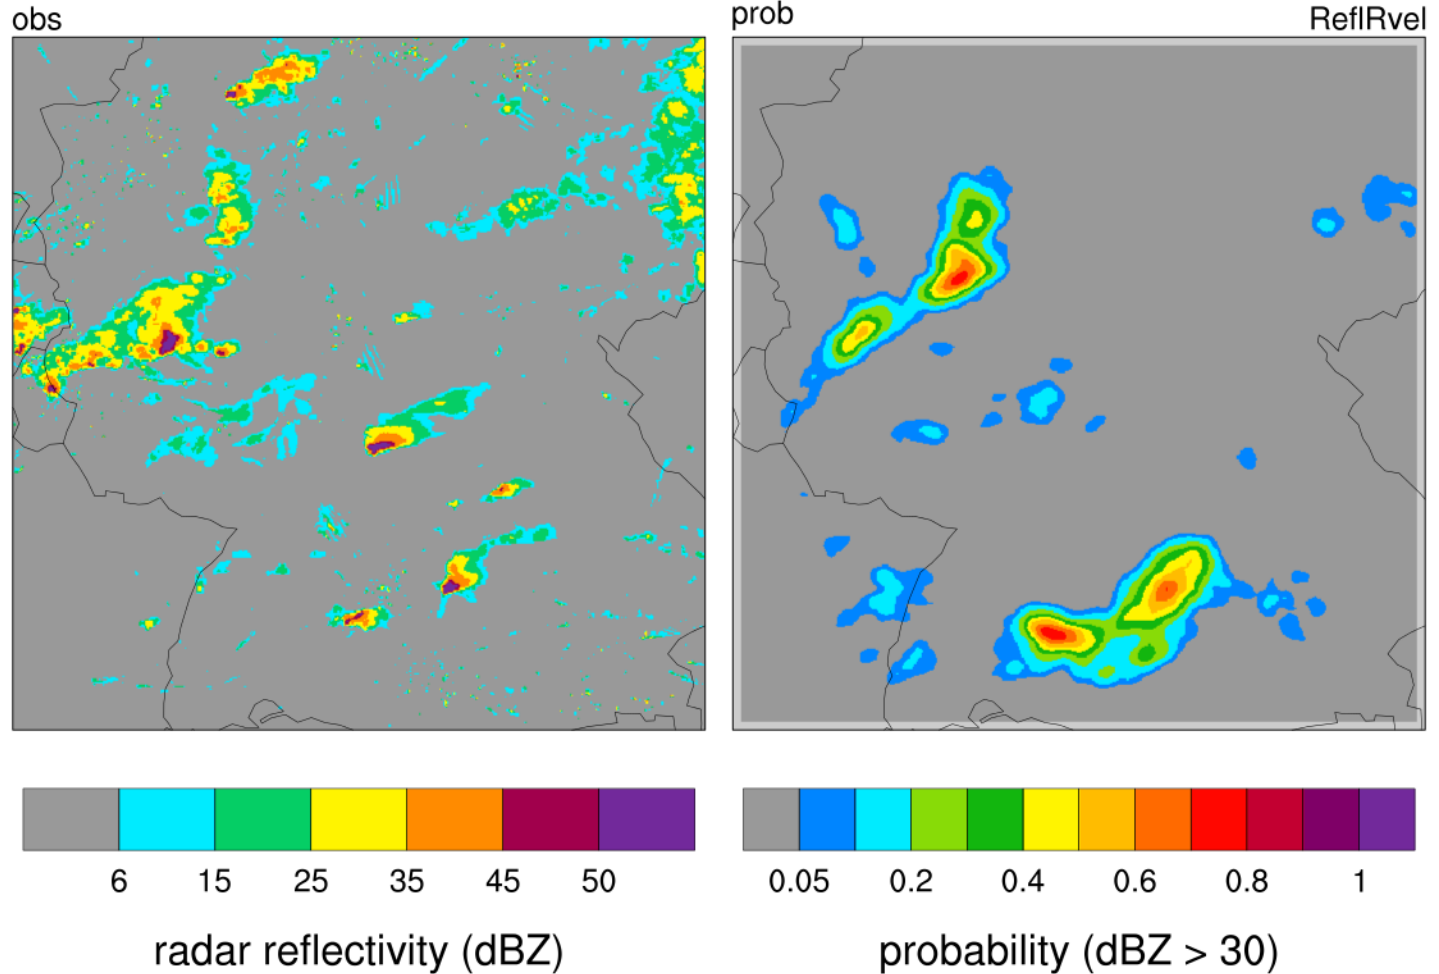 obs
prob
ReflRvel
6 15 25 35 45 50
0.05 0.2 0.4 0.6 0.8 1
radar reflectivity (dBZ)
probability (dBZ > 30)